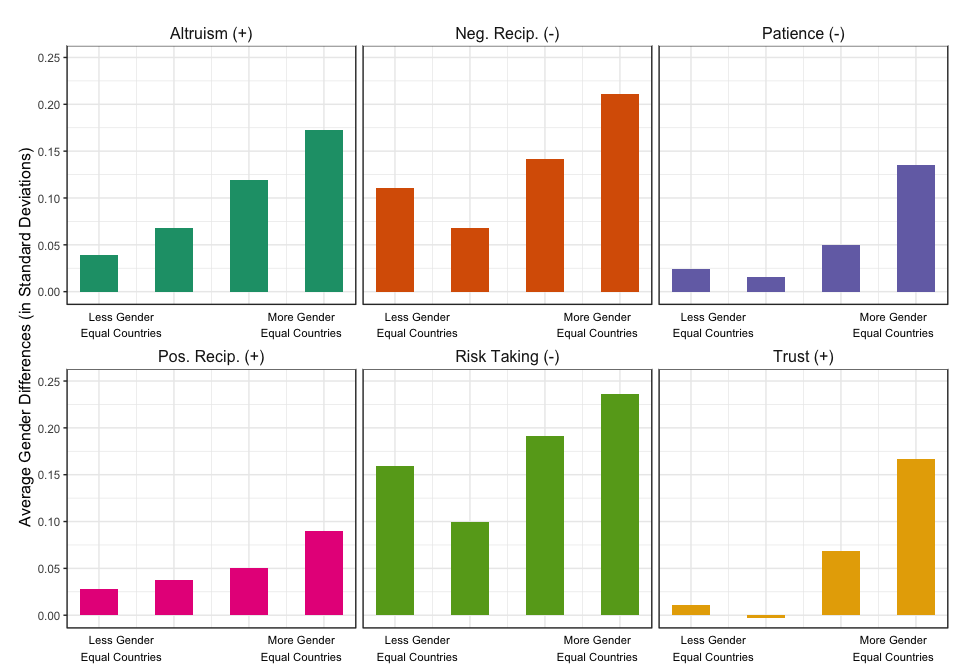 Average Gender Differences (in Standard Deviations)
Altruism (+)
Neg. Recip. (-)
Patience (-)
0.25
0.20
0.15
0.10
0.05
0.00
Less Gender
Equal Countries
More Gender
Equal Countries
Less Gender
Equal Countries
More Gender
Equal Countries
Less Gender
Equal Countries
More Gender
Equal Countries
Pos. Recip. (+)
Risk Taking (-)
Trust (+)
0.25
0.20
0.15
0.10
0.05
0.00
Less Gender
Equal Countries
More Gender
Equal Countries
Less Gender
Equal Countries
More Gender
Equal Countries
Less Gender
Equal Countries
More Gender
Equal Countries